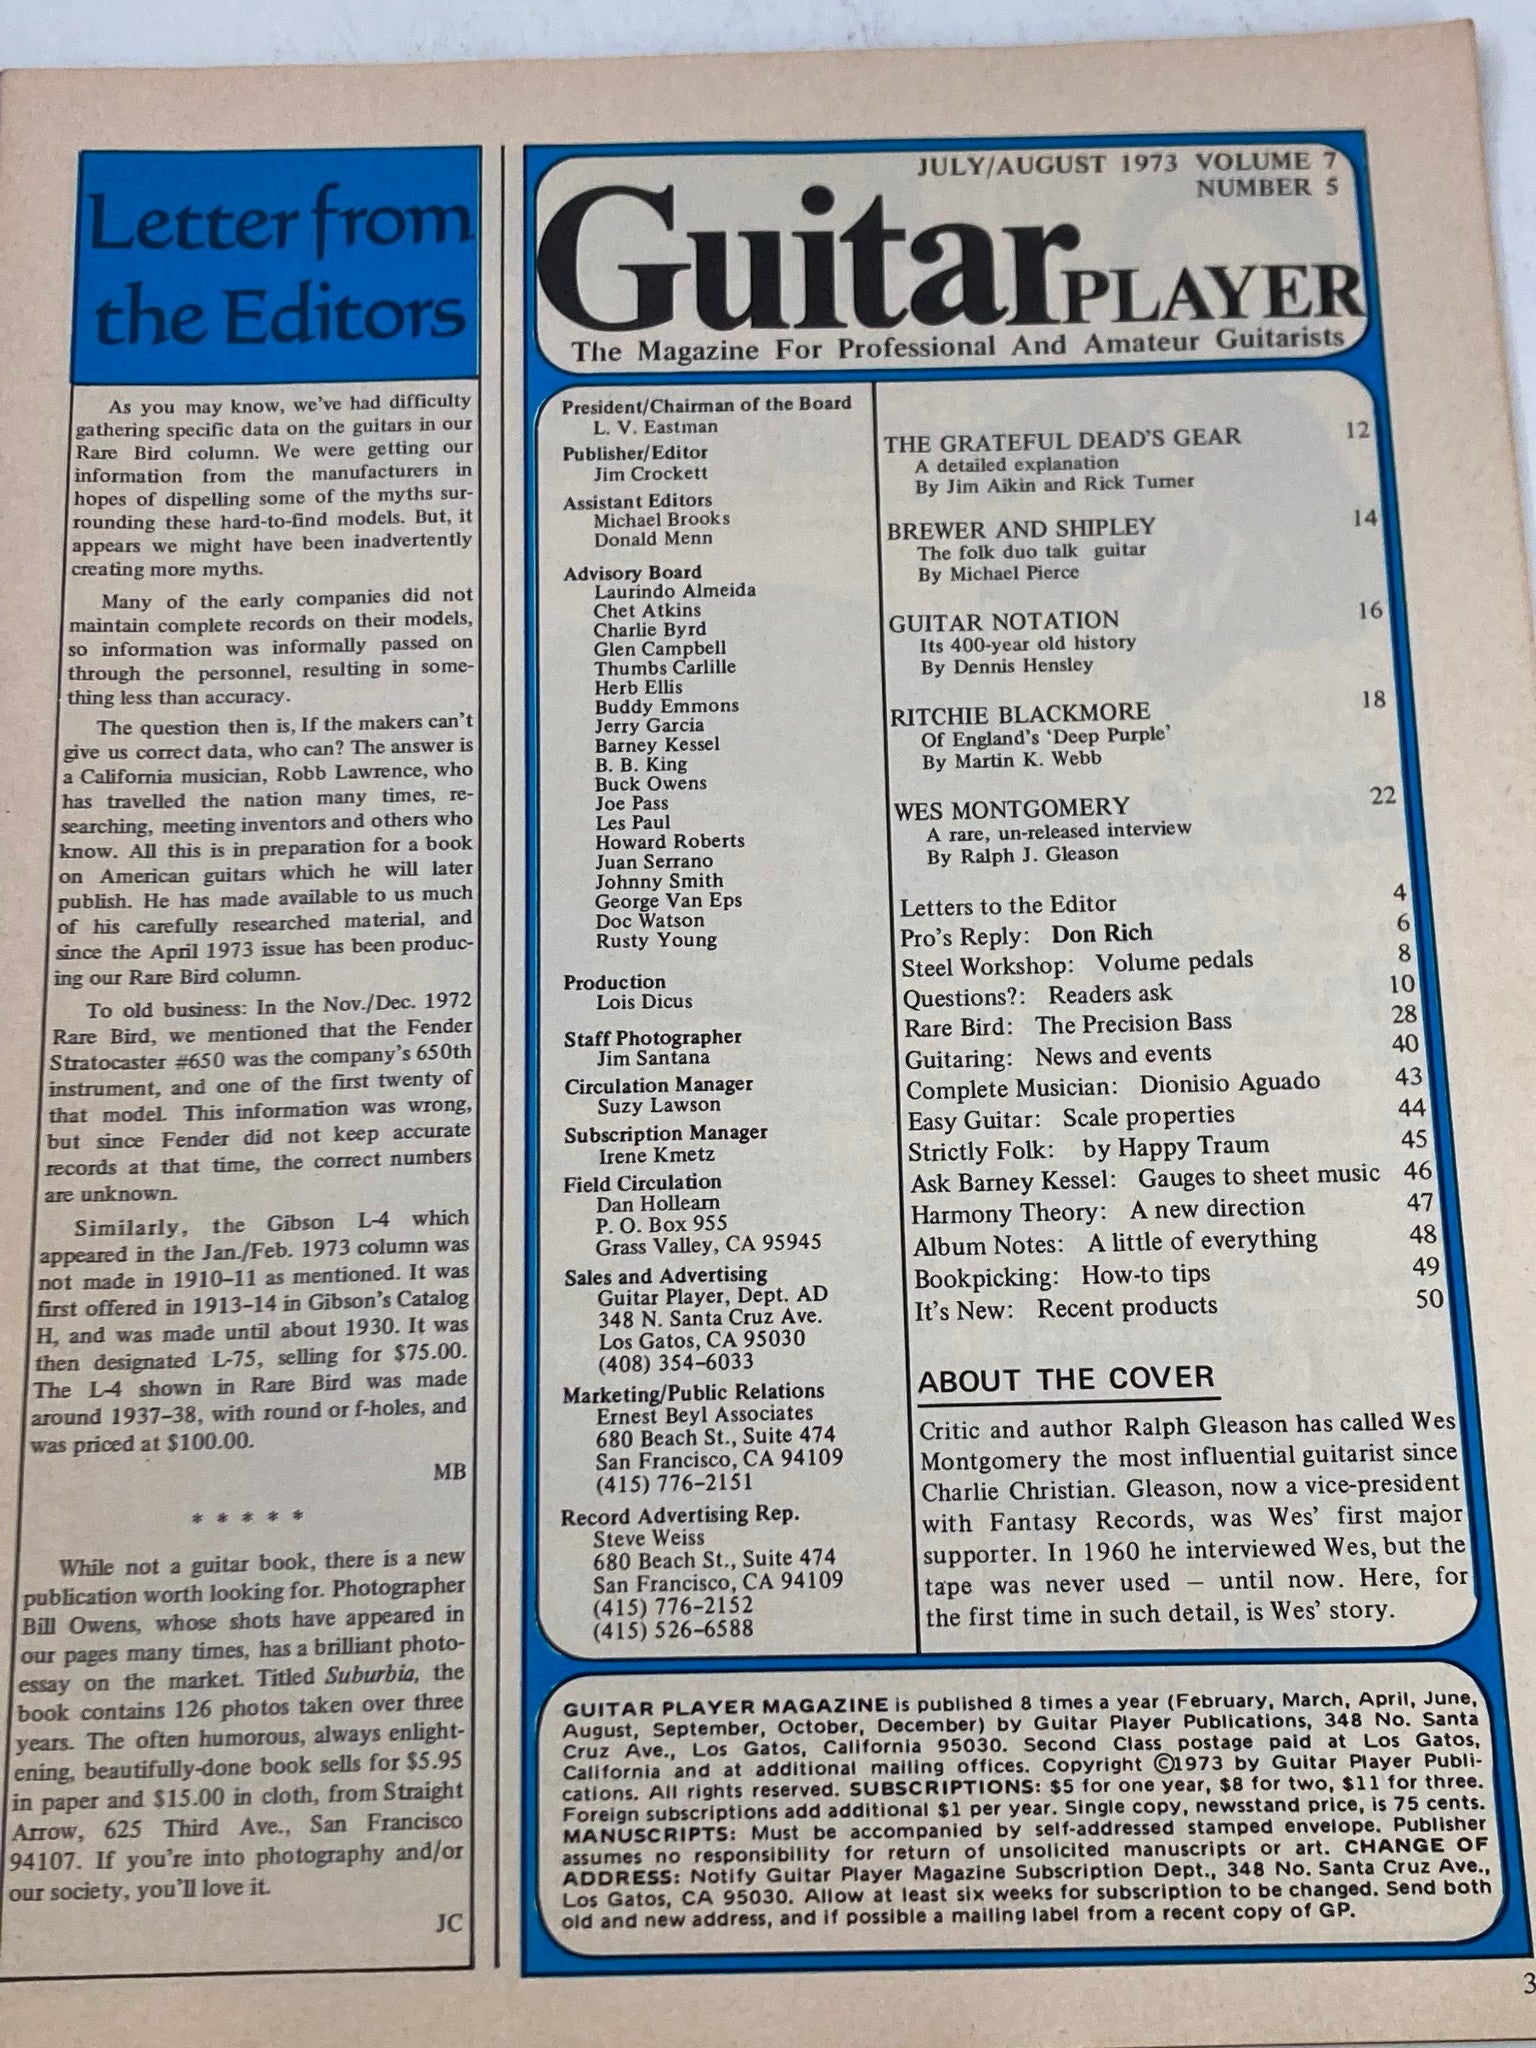 Letter from
the Editors
As you may know, we've had difficulty
gathering specific data on the guitars in our
Rare Bird column. We were getting our
information from the manufacturers in
hopes of dispelling some of the myths sur-
rounding these hard-to-find models. But, it
appears we might have been inadvertently
creating more myths.
Many of the early companies did not
maintain complete records on their models,
so information was informally passed on
through the personnel, resulting in some-
thing less than accuracy.
The question then is, If the makers can't
give us correct data, who can? The answer is
a California musician, Robb Lawrence, who
has travelled the nation many times, re-
searching, meeting inventors and others who
know. All this is in preparation for a book
on American guitars which he will later
publish. He has made available to us much
of his carefully researched material, and
since the April 1973 issue has been produc-
ing our Rare Bird column.
To old business: In the Nov./Dec. 1972
Rare Bird, we mentioned that the Fender
Stratocaster #650 was the company's 650th
instrument, and one of the first twenty of
that model. This information was wrong,
but since Fender did not keep accurate
records at that time, the correct numbers
are unknown.
Similarly, the Gibson L-4 which
appeared in the Jan./Feb. 1973 column was
not made in 1910-11 as mentioned. It was
first offered in 1913-14 in Gibson's Catalog
H, and was made until about 1930. It was
then designated L-75, selling for $75.00.
The L-4 shown in Rare Bird was made
around 1937-38, with round or f-holes, and
was priced at $100.00.
MB
* * * * *
While not a guitar book, there is a new
publication worth looking for. Photographer
Bill Owens, whose shots have appeared in
our pages many times, has a brilliant photo-
essay on the market. Titled Suburbia, the
book contains 126 photos taken over three
years. The often humorous, always enlight-
ening, beautifully-done book sells for $5.95
in paper and $15.00 in cloth, from Straight
Arrow, 625 Third Ave., San Francisco
94107. If you're into photography and/or
our society, you'll love it.
JC
JULY/AUGUST 1973 VOLUME 7
NUMBER 5
Guitar PLAYER
The Magazine For Professional And Amateur Guitarists
President/Chairman of the Board
L. V. Eastman
Publisher/Editor
Jim Crockett
Assistant Editors
Michael Brooks
Donald Menn
Advisory Board
Laurindo Almeida
Chet Atkins
Charlie Byrd
Glen Campbell
Thumbs Carlille
Herb Ellis
Buddy Emmons
Jerry Garcia
Barney Kessel
B. B. King
Buck Owens
Joe Pass
Les Paul
Howard Roberts
Juan Serrano
Johnny Smith
George Van Eps
Doc Watson
Rusty Young
Production
Lois Dicus
Staff Photographer
Jim Santana
Circulation Manager
Suzy Lawson
Subscription Manager
Irene Kmetz
Field Circulation
Dan Hollearn
P. O. Box 955
Grass Valley, CA 95945
Sales and Advertising
Guitar Player, Dept. AD
348 N. Santa Cruz Ave.
Los Gatos, CA 95030
(408) 354-6033
Marketing/Public Relations
Ernest Beyl Associates
680 Beach St., Suite 474
San Francisco, CA 94109
(415) 776-2151
Record Advertising Rep.
Steve Weiss
680 Beach St., Suite 474
San Francisco, CA 94109
(415) 776-2152
(415) 526-6588
THE GRATEFUL DEAD'S GEAR 12
A detailed explanation
By Jim Aikin and Rick Turner
BREWER AND SHIPLEY 14
The folk duo talk guitar
By Michael Pierce
GUITAR NOTATION 16
Its 400-year old history
By Dennis Hensley
RITCHIE BLACKMORE 18
Of England's 'Deep Purple'
By Martin K. Webb
WES MONTGOMERY 22
A rare, un-released interview
By Ralph J. Gleason
Letters to the Editor 4
Pro's Reply: Don Rich 6
Steel Workshop: Volume pedals 8
Questions?: Readers ask 10
Rare Bird: The Precision Bass 28
Guitaring: News and events 40
Complete Musician: Dionisio Aguado 43
Easy Guitar: Scale properties 44
Strictly Folk: by Happy Traum 45
Ask Barney Kessel: Gauges to sheet music 46
Harmony Theory: A new direction 47
Album Notes: A little of everything 48
Bookpicking: How-to tips 49
It's New: Recent products 50
ABOUT THE COVER
Critic and author Ralph Gleason has called Wes
Montgomery the most influential guitarist since
Charlie Christian. Gleason, now a vice-president
with Fantasy Records, was Wes' first major
supporter. In 1960 he interviewed Wes, but the
tape was never used – until now. Here, for
the first time in such detail, is Wes' story.
GUITAR PLAYER MAGAZINE is published 8 times a year (February, March, April, June,
August, September, October, December) by Guitar Player Publications, 348 No. Santa
Cruz Ave., Los Gatos, California 95030. Second Class postage paid at Los Gatos,
California and at additional mailing offices. Copyright ©1973 by Guitar Player Publi-
cations. All rights reserved. SUBSCRIPTIONS: $5 for one year, $8 for two, $11 for three.
Foreign subscriptions add additional $1 per year. Single copy, newsstand price, is 75 cents.
MANUSCRIPTS: Must be accompanied by self-addressed stamped envelope. Publisher
assumes no responsibility for return of unsolicited manuscripts or art. CHANGE OF
ADDRESS: Notify Guitar Player Magazine Subscription Dept., 348 No. Santa Cruz Ave.,
Los Gatos, CA 95030. Allow at least six weeks for subscription to be changed. Send both
old and new address, and if possible a mailing label from a recent copy of GP.
3